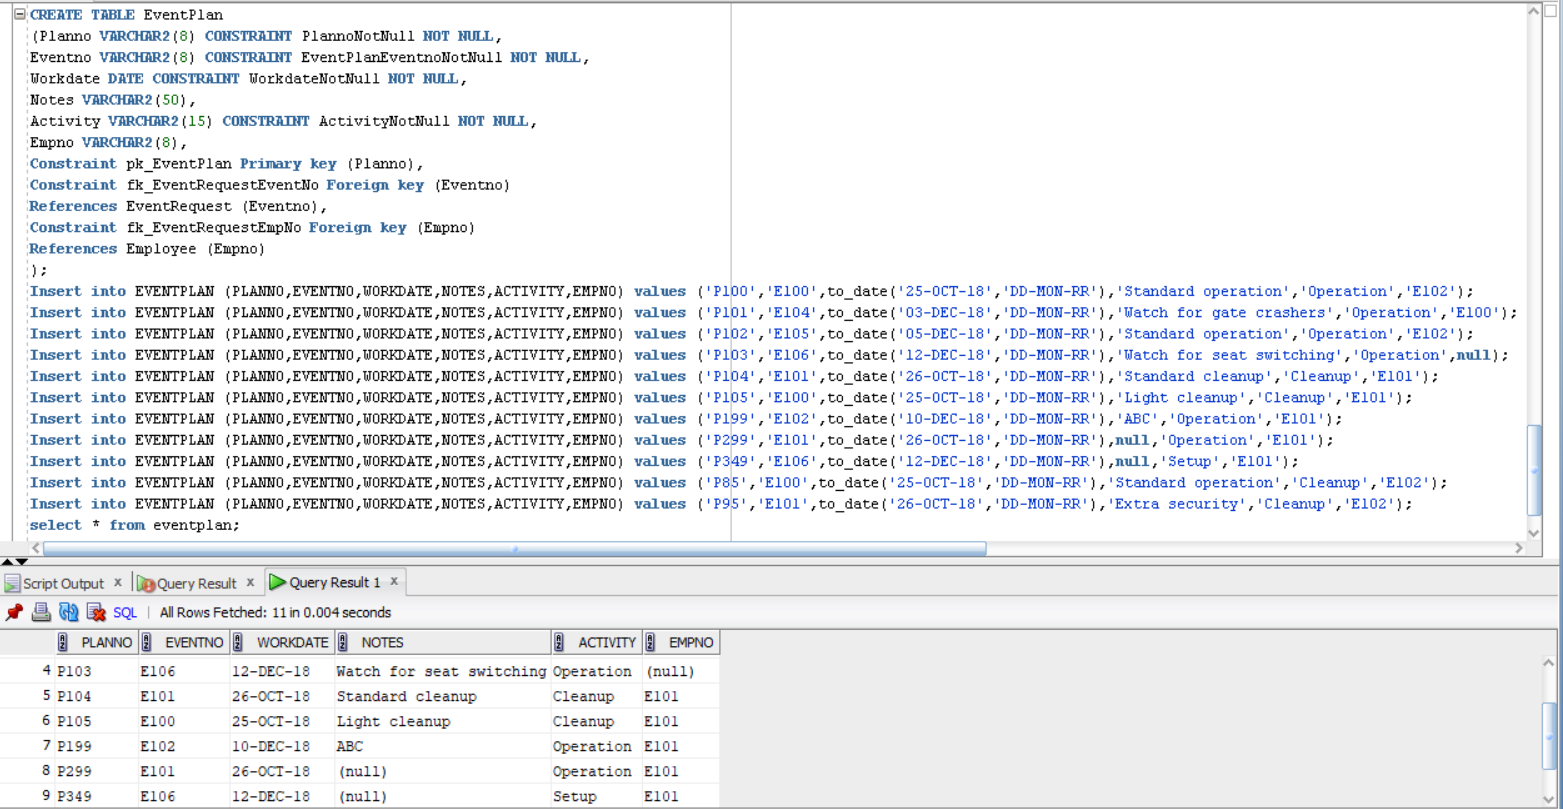 CREATE TABLE EventPlan
(Planno VARCHAR2(8) CONSTRAINT PlannoNotNull NOT NULL,
Eventno VARCHAR2(8) CONSTRAINT EventPlanEventnoNotNull NOT NULL,
Workdate DATE CONSTRAINT WorkdateNotNull NOT NULL,
Notes VARCHAR2(50),
Activity VARCHAR2(15) CONSTRAINT ActivityNotNull NOT NULL,
Empno VARCHAR2(8),
Constraint pk_EventPlan Primary key (Planno),
Constraint fk_EventRequestEventNo Foreign key (Eventno)
References EventRequest (Eventno),
Constraint fk_EventRequestEmpNo Foreign key (Empno)
References Employee (Empno)
);
Insert into EVENTPLAN (PLANNO,EVENTNO,WORKDATE,NOTES,ACTIVITY,EMPNO) values ('P100','E100',to_date('25-OCT-18','DD-MON-RR'),'Standard operation','Operation','E102');
Insert into EVENTPLAN (PLANNO,EVENTNO,WORKDATE,NOTES,ACTIVITY,EMPNO) values ('P101','E104',to_date('03-DEC-18','DD-MON-RR'),'Watch for gate crashers','Operation','E100');
Insert into EVENTPLAN (PLANNO,EVENTNO,WORKDATE,NOTES,ACTIVITY,EMPNO) values ('P102','E105',to_date('05-DEC-18','DD-MON-RR'),'Standard operation','Operation','E102');
Insert into EVENTPLAN (PLANNO,EVENTNO,WORKDATE,NOTES,ACTIVITY,EMPNO) values ('P103','E106',to_date('12-DEC-18','DD-MON-RR'),'Watch for seat switching','Operation',null);
Insert into EVENTPLAN (PLANNO,EVENTNO,WORKDATE,NOTES,ACTIVITY,EMPNO) values ('P104','E101',to_date('26-OCT-18','DD-MON-RR'),'Standard cleanup','Cleanup','E101');
Insert into EVENTPLAN (PLANNO,EVENTNO,WORKDATE,NOTES,ACTIVITY,EMPNO) values ('P105','E100',to_date('25-OCT-18','DD-MON-RR'),'Light cleanup','Cleanup','E101');
Insert into EVENTPLAN (PLANNO,EVENTNO,WORKDATE,NOTES,ACTIVITY,EMPNO) values ('P199','E102',to_date('10-DEC-18','DD-MON-RR'),'ABC','Operation','E101');
Insert into EVENTPLAN (PLANNO,EVENTNO,WORKDATE,NOTES,ACTIVITY,EMPNO) values ('P299','E101',to_date('26-OCT-18','DD-MON-RR'),null,'Operation','E101');
Insert into EVENTPLAN (PLANNO,EVENTNO,WORKDATE,NOTES,ACTIVITY,EMPNO) values ('P349','E106',to_date('12-DEC-18','DD-MON-RR'),null,'Setup','E101');
Insert into EVENTPLAN (PLANNO,EVENTNO,WORKDATE,NOTES,ACTIVITY,EMPNO) values ('P85','E100',to_date('25-OCT-18','DD-MON-RR'),'Standard operation','Cleanup','E102');
Insert into EVENTPLAN (PLANNO,EVENTNO,WORKDATE,NOTES,ACTIVITY,EMPNO) values ('P95','E101',to_date('26-OCT-18','DD-MON-RR'),'Extra security','Cleanup','E102');
select * from eventplan;
Script Output x Query Result x Query Result 1 x
SQL | All Rows Fetched: 11 in 0.004 seconds
PLANNO EVENTNO WORKDATE NOTES ACTIVITY EMPNO
4 P103 E106 12-DEC-18 Watch for seat switching Operation (null)
5 P104 E101 26-OCT-18 Standard cleanup Cleanup E101
6 P105 E100 25-OCT-18 Light cleanup Cleanup E101
7 P199 E102 10-DEC-18 ABC Operation E101
8 P299 E101 26-OCT-18 (null) Operation E101
9 P349 E106 12-DEC-18 (null) Setup E101